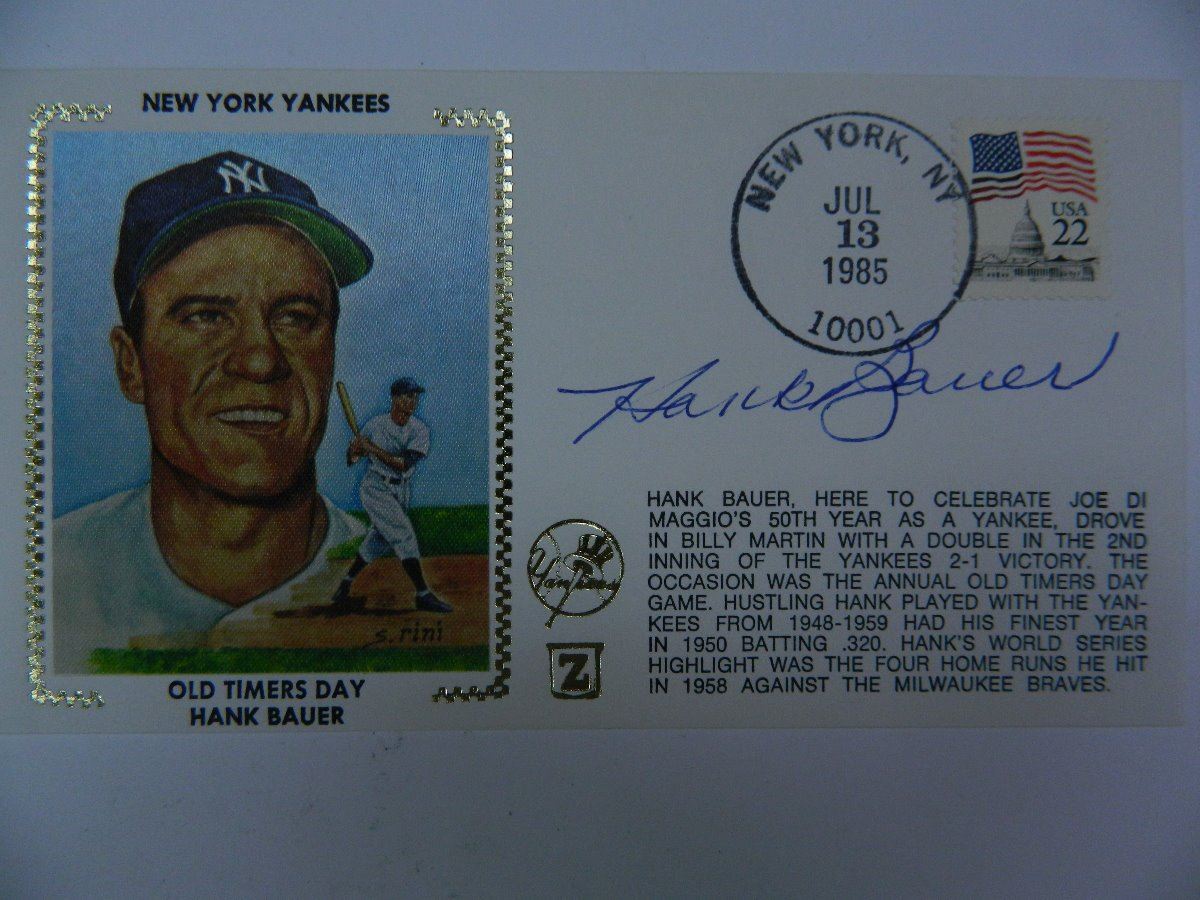 NEW YORK YANKEES
NY
s. rini
OLD TIMERS DAY
HANK BAUER
NEW YORK, NY
JUL
13
1985
10001
USA
22
Hank Bauer
Yankees
Z
HANK BAUER, HERE TO CELEBRATE JOE DI
MAGGIO'S 50TH YEAR AS A YANKEE, DROVE
IN BILLY MARTIN WITH A DOUBLE IN THE 2ND
INNING OF THE YANKEES 2-1 VICTORY. THE
OCCASION WAS THE ANNUAL OLD TIMERS DAY
GAME. HUSTLING HANK PLAYED WITH THE YAN-
KEES FROM 1948-1959 HAD HIS FINEST YEAR
IN 1950 BATTING .320. HANK'S WORLD SERIES
HIGHLIGHT WAS THE FOUR HOME RUNS HE HIT
IN 1958 AGAINST THE MILWAUKEE BRAVES.